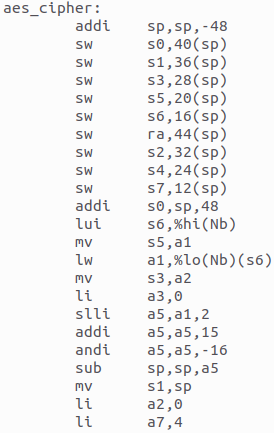 aes_cipher:
addi sp,sp,-48
sw s0,40(sp)
sw s1,36(sp)
sw s3,28(sp)
sw s5,20(sp)
sw s6,16(sp)
sw ra,44(sp)
sw s2,32(sp)
sw s4,24(sp)
sw s7,12(sp)
addi s0,sp,48
lui s6,%hi(Nb)
mv s5,a1
lw a1,%lo(Nb)(s6)
mv s3,a2
li a3,0
slli a5,a1,2
addi a5,a5,15
andi a5,a5,-16
sub sp,sp,a5
mv s1,sp
li a2,0
li a7,4